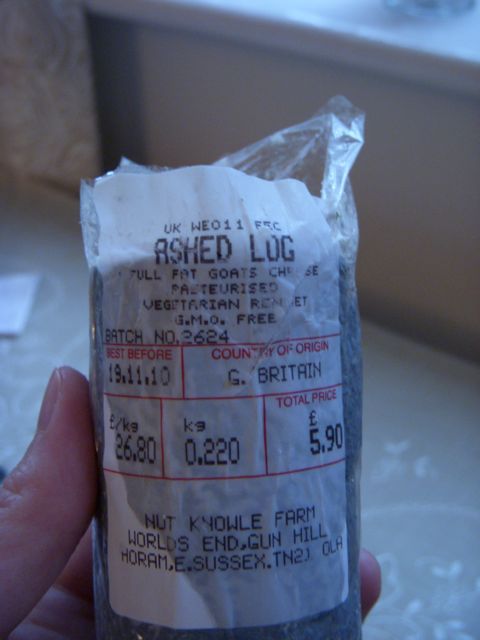 UK WE011 EEC
ASHED LOG
FULL FAT GOATS CHEESE
PASTEURISED
VEGETARIAN RENNET
G.M.O. FREE
BATCH NO.2624
BEST BEFORE COUNTRY OF ORIGIN
19.11.10 G. BRITAIN
TOTAL PRICE
£/kg kg £
26.80 0.220 5.90
NUT KNOWLE FARM
WORLDS END,GUN HILL
HORAM,E.SUSSEX.TN21 0LA